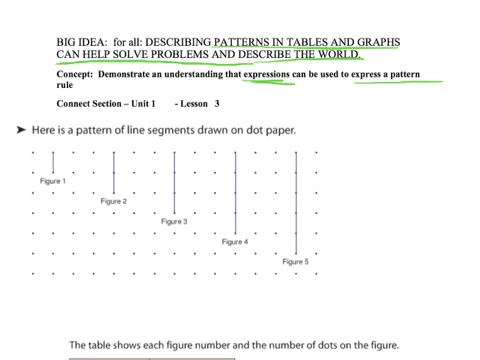 BIG IDEA: for all: DESCRIBING PATTERNS IN TABLES AND GRAPHS
CAN HELP SOLVE PROBLEMS AND DESCRIBE THE WORLD.
Concept: Demonstrate an understanding that expressions can be used to express a pattern
rule
Connect Section – Unit 1 - Lesson 3
➤ Here is a pattern of line segments drawn on dot paper.
Figure 1
Figure 2
Figure 3
Figure 4
Figure 5
The table shows each figure number and the number of dots on the figure.